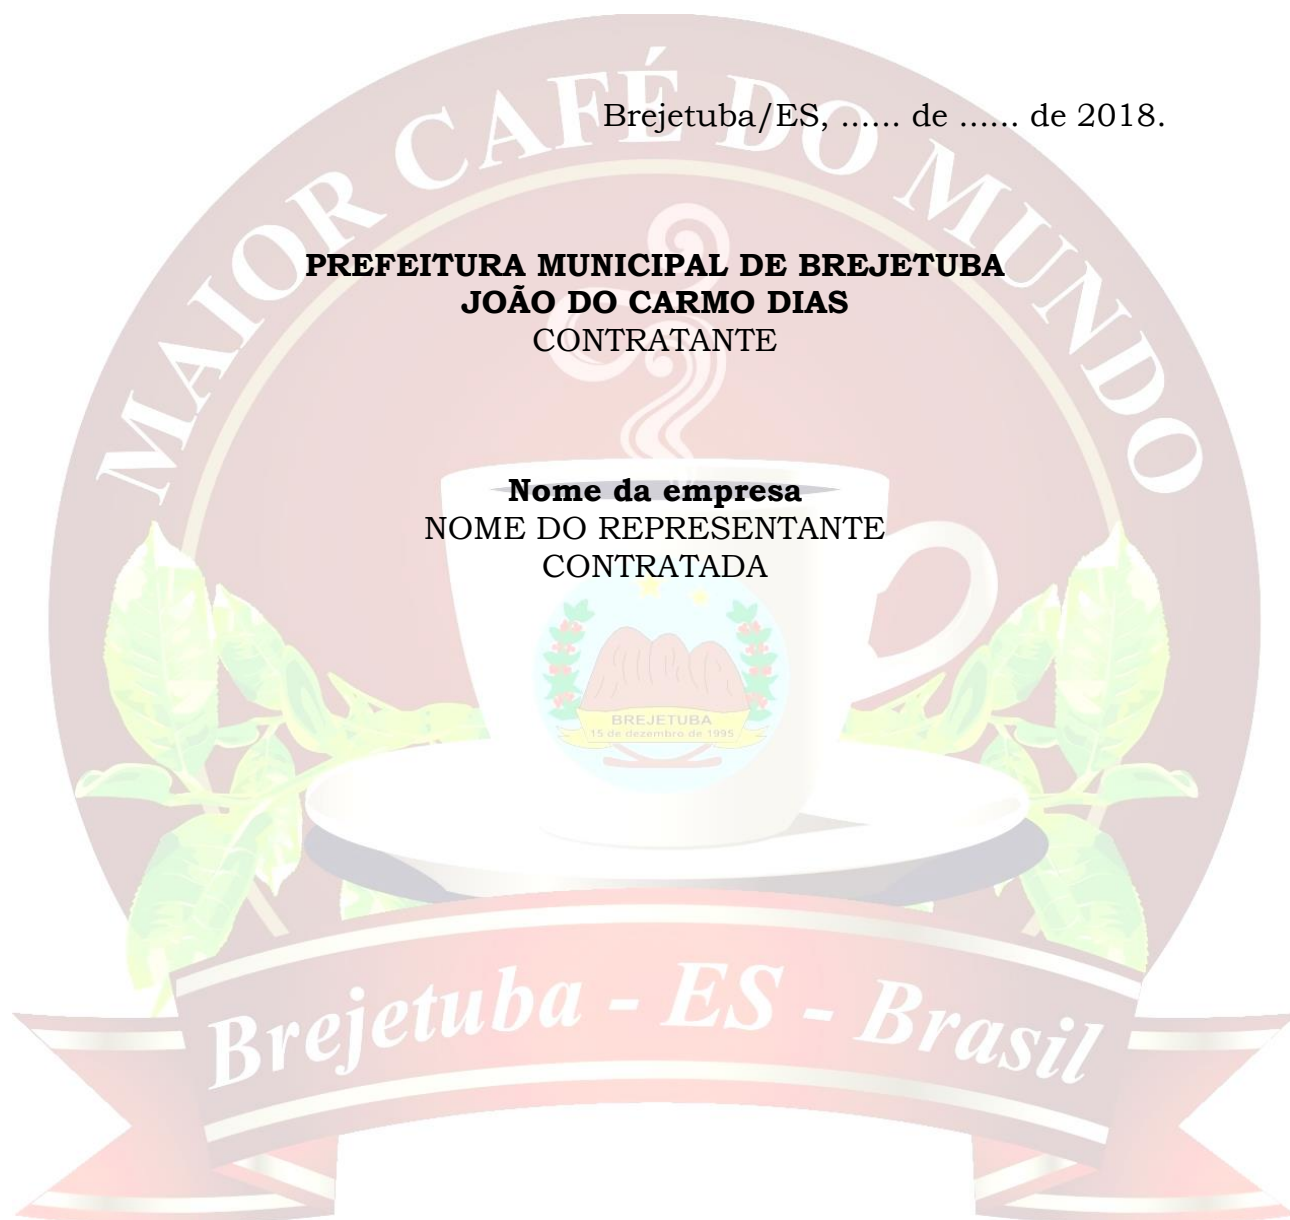 MAIOR CAFÉ DO MUNDO
Brejetuba/ES, ...... de ...... de 2018.
PREFEITURA MUNICIPAL DE BREJETUBA
JOÃO DO CARMO DIAS
CONTRATANTE
Nome da empresa
NOME DO REPRESENTANTE
CONTRATADA
BREJETUBA
15 de dezembro de 1995
Brejetuba - ES - Brasil